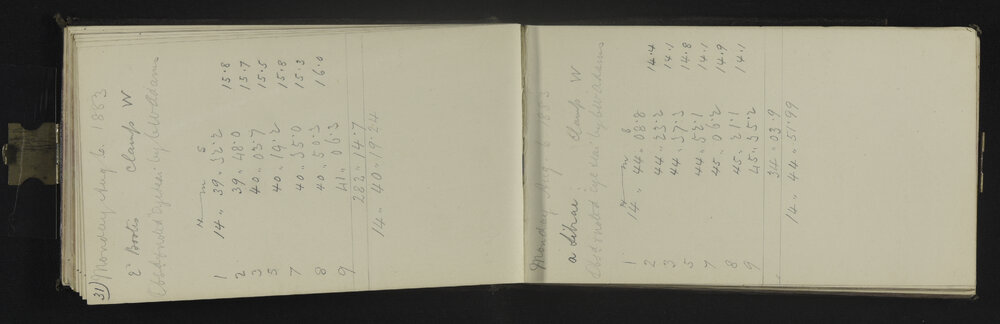 31) Monday Aug 6. 1883
ε Bootis clamp W
Obsd & noted Eye & Ear by C W Adams
h m s
1 14 ,, 39 ,, 32.2 15.8
2 39 ,, 48.0 15.7
3 40 ,, 03.7 15.5
5 40 ,, 19.2 15.8
7 40 ,, 35.0 15.3
8 40 ,, 50.3 16.0
9 41 ,, 06.3
282 ,, 14.7
14 ,, 40 ,, 19.24
Monday Aug 6 1883
α Librae clamp W
Obsd & noted Eye & Ear by C W Adams
h m s
1 14 ,, 44 ,, 08.8 14.4
2 44 ,, 23.2 14.1
3 44 ,, 37.3 14.8
5 44 ,, 52.1 14.1
7 45 ,, 06.2 14.9
8 45 ,, 21.1 14.1
9 45 ,, 35.2
314 ,, 03.9
14 ,, 44 ,, 51.99